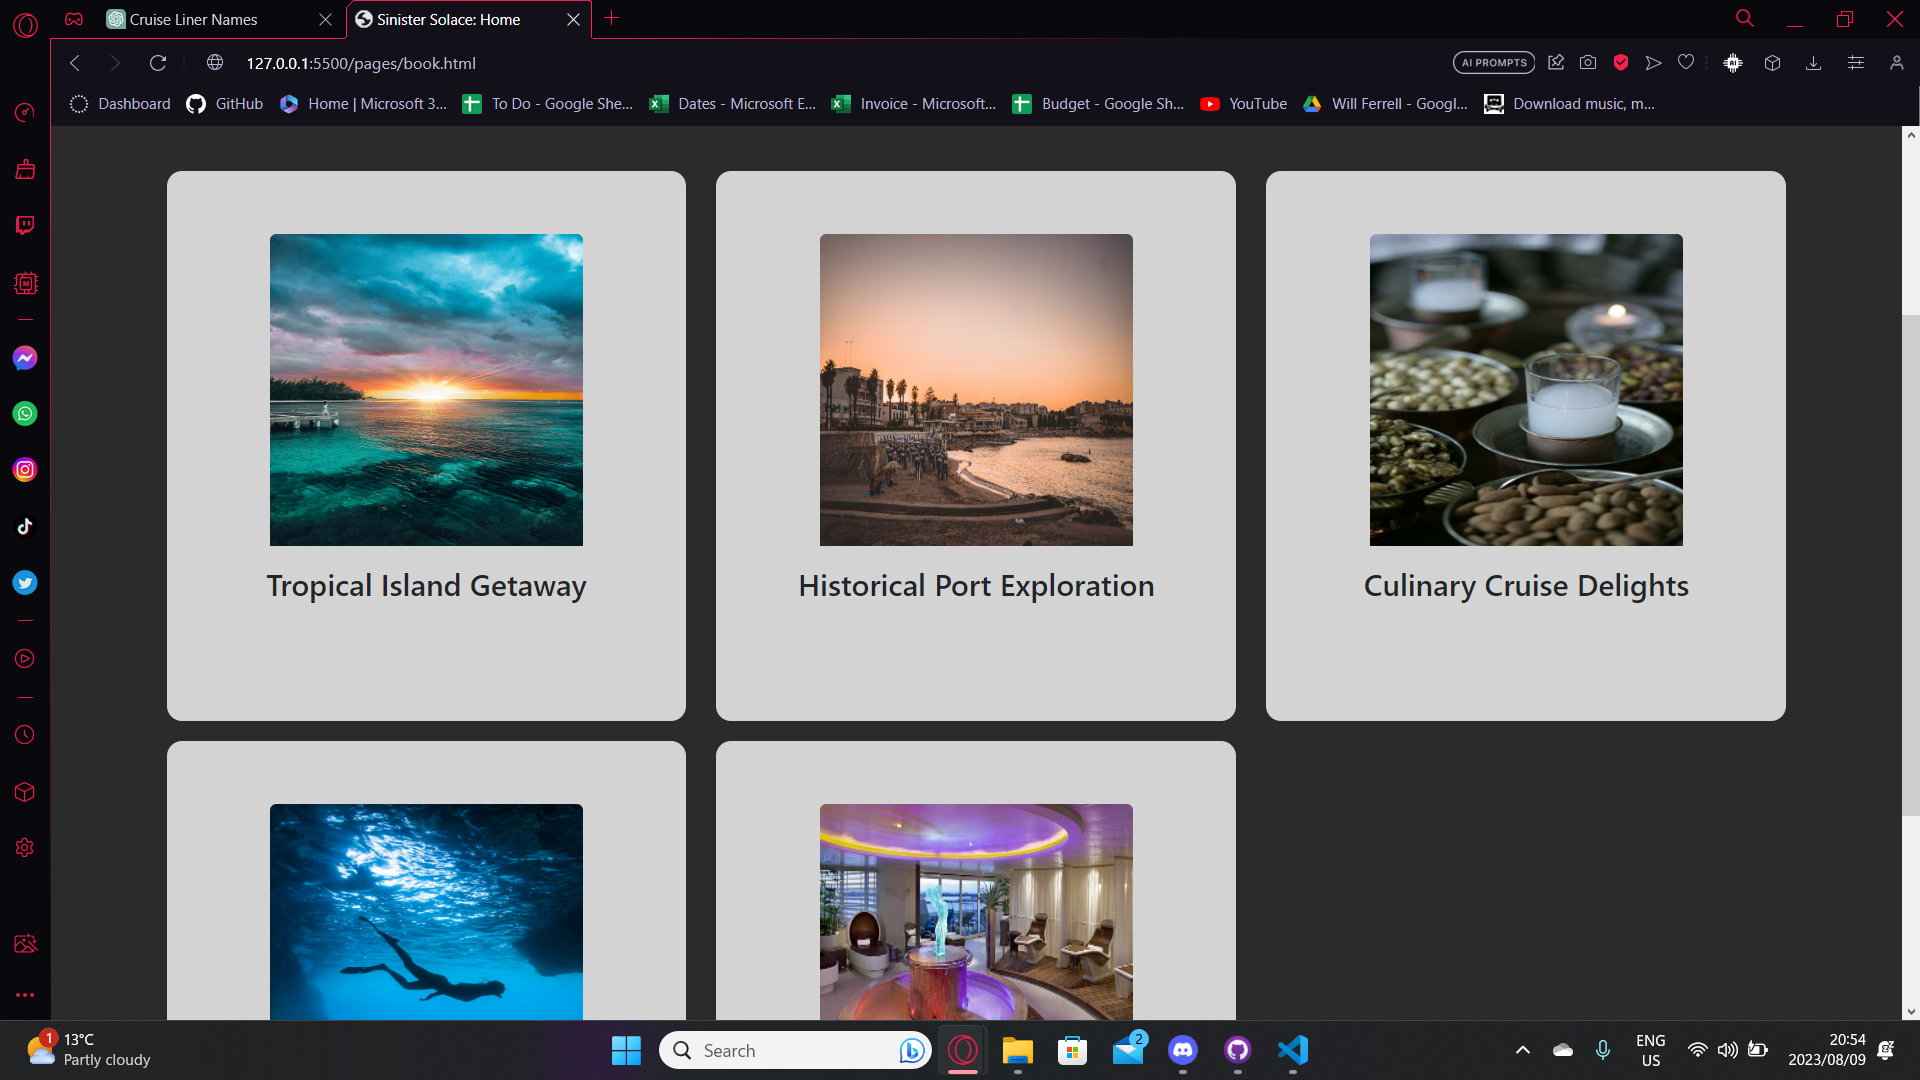 Cruise Liner Names
Sinister Solace: Home
127.0.0.1:5500/pages/book.html
AI PROMPTS
Dashboard
GitHub
Home | Microsoft 3...
To Do - Google She...
Dates - Microsoft E...
Invoice - Microsoft...
Budget - Google Sh...
YouTube
Will Ferrell - Googl...
Download music, m...
Tropical Island Getaway
Historical Port Exploration
Culinary Cruise Delights
1
13°C
Partly cloudy
Search
2
ENG
US
20:54
2023/08/09